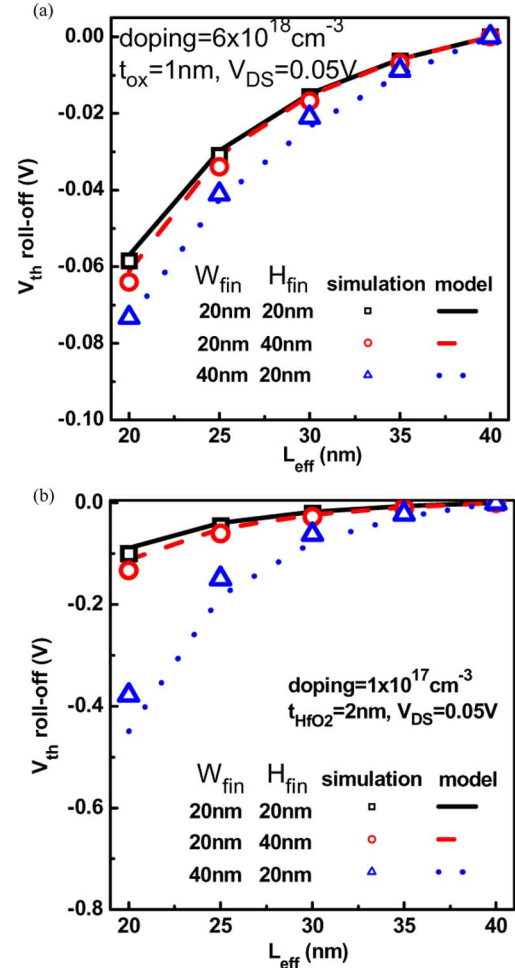 (a)
doping=6x10^18cm^-3
t_ox=1nm, V_DS=0.05V
0.00
-0.02
-0.04
-0.06
-0.08
-0.10
V_th roll-off (V)
W_fin H_fin simulation model
20nm 20nm
20nm 40nm
40nm 20nm
20 25 30 35 40
L_eff (nm)
(b)
0.0
-0.2
-0.4
-0.6
-0.8
V_th roll-off (V)
doping=1x10^17cm^-3
t_HfO2=2nm, V_DS=0.05V
W_fin H_fin simulation model
20nm 20nm
20nm 40nm
40nm 20nm
20 25 30 35 40
L_eff (nm)